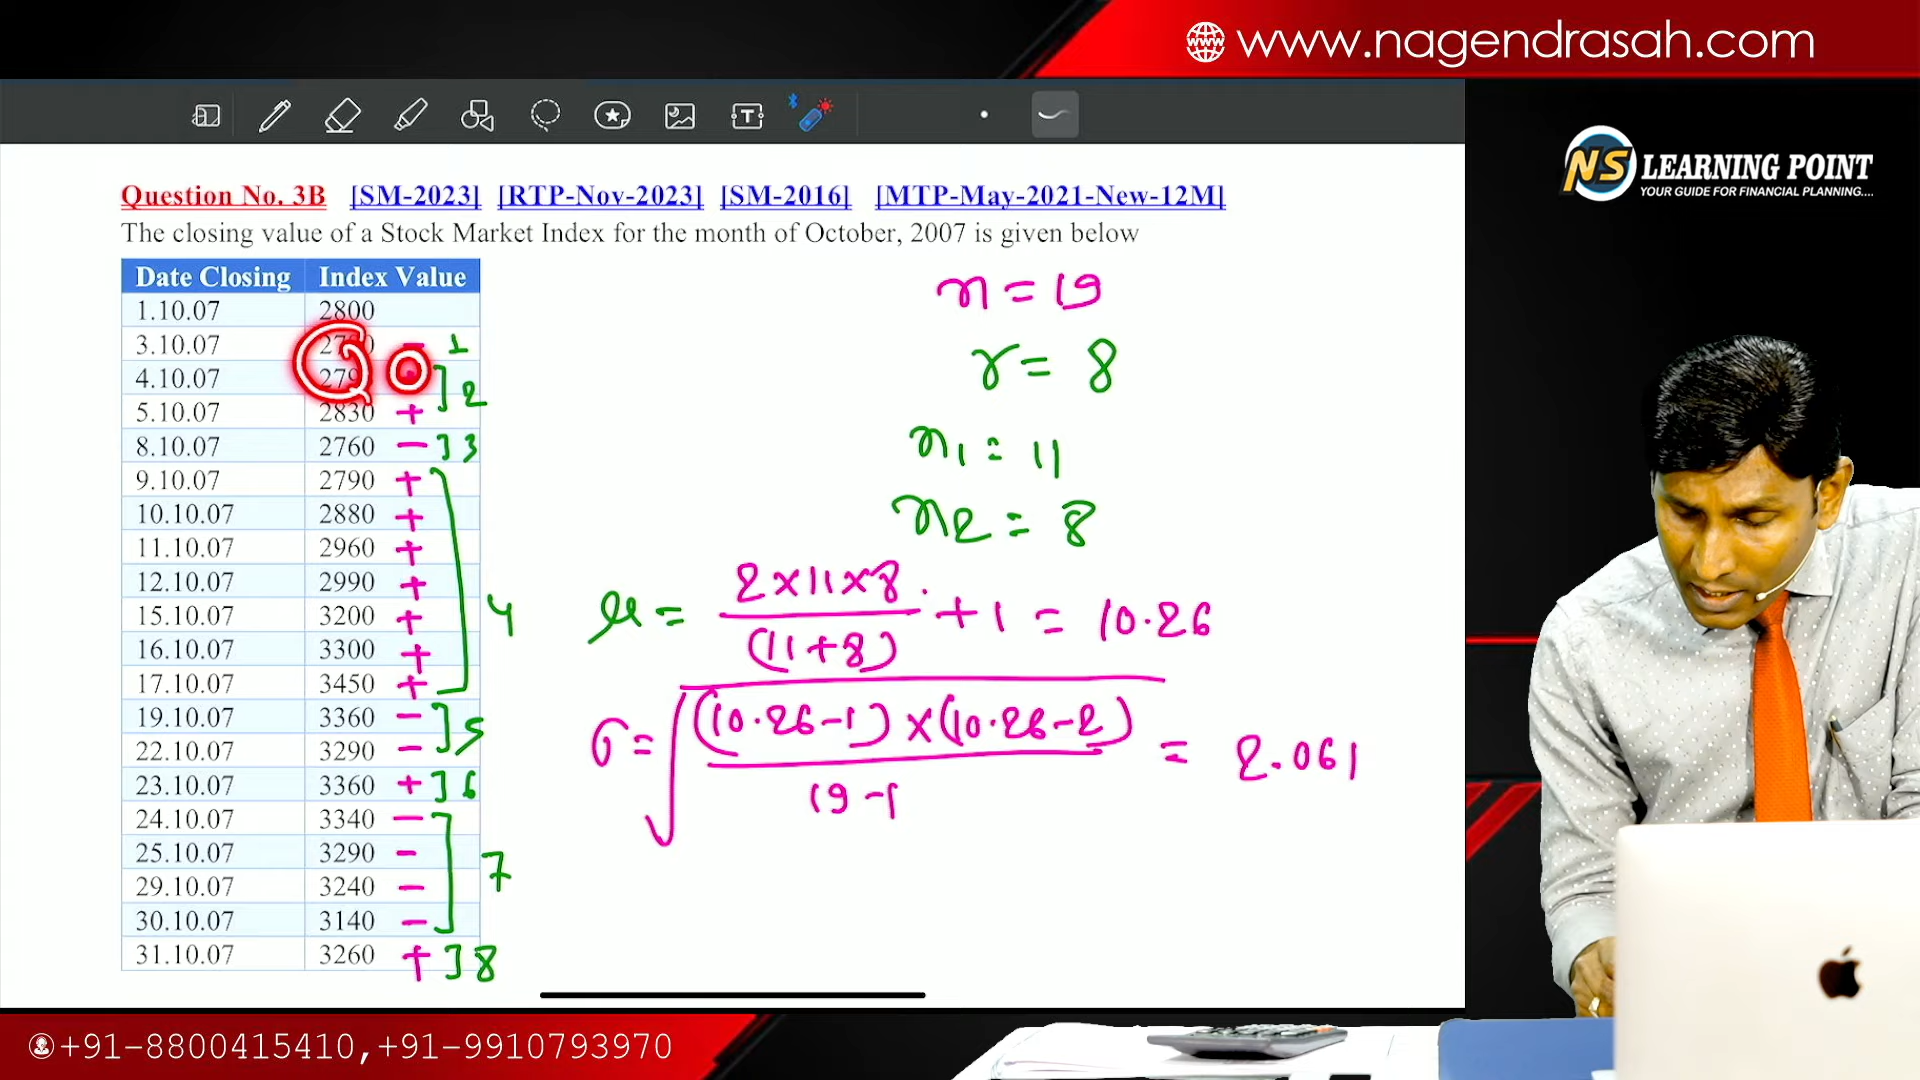 www.nagendrasah.com
NS LEARNING POINT
YOUR GUIDE FOR FINANCIAL PLANNING....
Question No. 3B [SM-2023] [RTP-Nov-2023] [SM-2016] [MTP-May-2021-New-12M]
The closing value of a Stock Market Index for the month of October, 2007 is given below
Date Closing Index Value
1.10.07 2800
3.10.07 - 1
4.10.07
5.10.07 2830 + ]2
8.10.07 2760 - ]3
9.10.07 2790 +
10.10.07 2880 +
11.10.07 2960 +
12.10.07 2990 +
15.10.07 3200 + ]4
16.10.07 3300 +
17.10.07 3450 +
19.10.07 3360 -
22.10.07 3290 - ]5
23.10.07 3360 + ]6
24.10.07 3340 -
25.10.07 3290 - ]7
29.10.07 3240 -
30.10.07 3140 -
31.10.07 3260 + ]8
n = 19
r = 8
n1 = 11
n2 = 8
μ = 2×11×8 / (11+8) + 1 = 10.26
σ = √((10.26-1) × (10.26-2) / 19-1) = 2.061
+91-8800415410,+91-9910793970